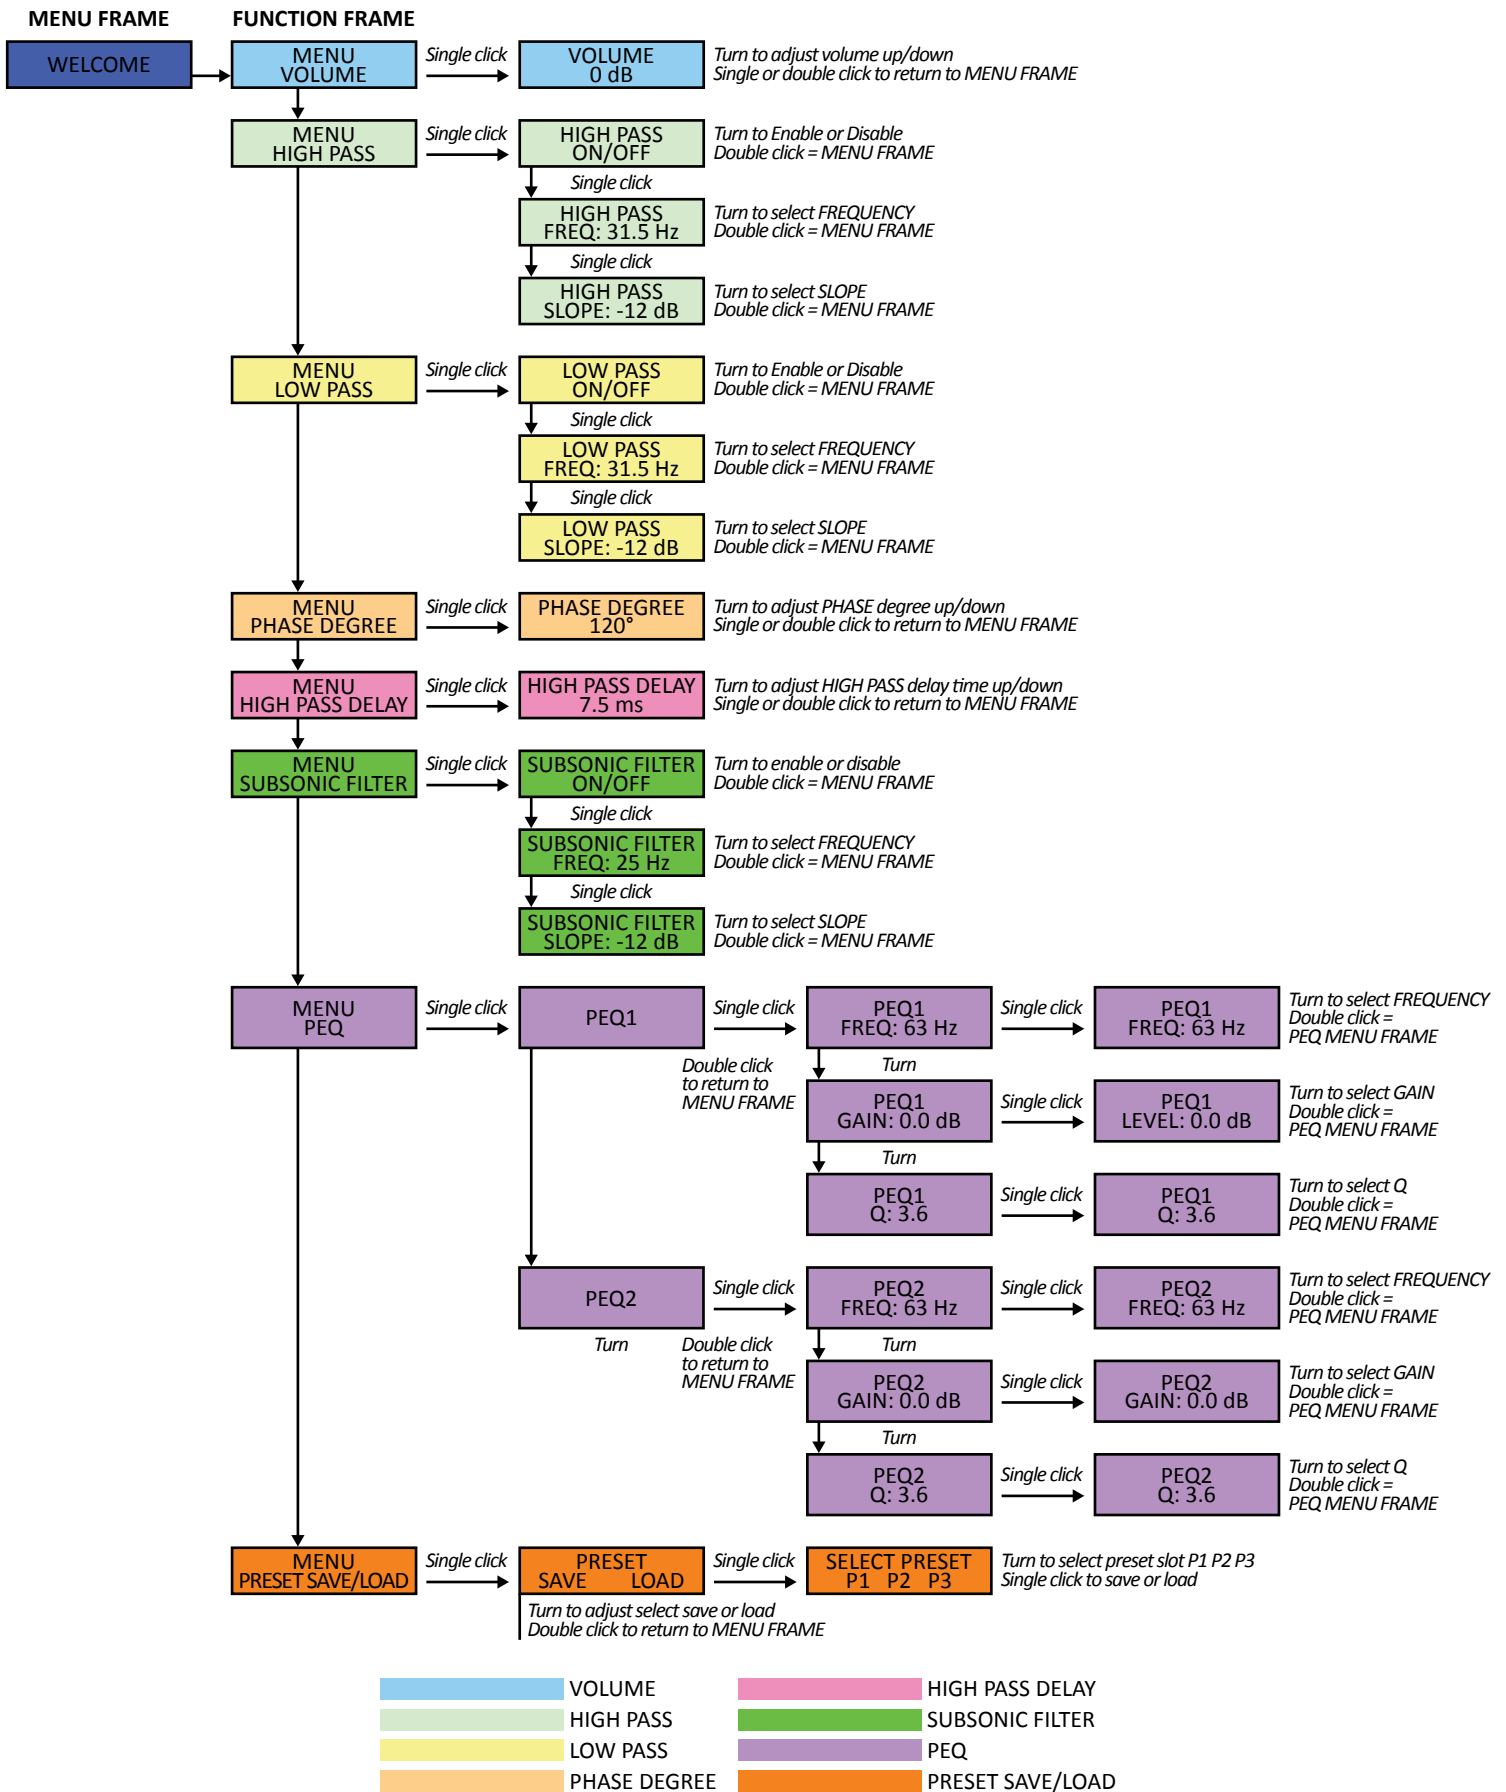 MENU FRAME
FUNCTION FRAME
WELCOME
MENU
VOLUME
Single click
VOLUME
0 dB
Turn to adjust volume up/down
Single or double click to return to MENU FRAME
MENU
HIGH PASS
Single click
HIGH PASS
ON/OFF
Turn to Enable or Disable
Double click = MENU FRAME
Single click
HIGH PASS
FREQ: 31.5 Hz
Turn to select FREQUENCY
Double click = MENU FRAME
Single click
HIGH PASS
SLOPE: -12 dB
Turn to select SLOPE
Double click = MENU FRAME
MENU
LOW PASS
Single click
LOW PASS
ON/OFF
Turn to Enable or Disable
Double click = MENU FRAME
Single click
LOW PASS
FREQ: 31.5 Hz
Turn to select FREQUENCY
Double click = MENU FRAME
Single click
LOW PASS
SLOPE: -12 dB
Turn to select SLOPE
Double click = MENU FRAME
MENU
PHASE DEGREE
Single click
PHASE DEGREE
120°
Turn to adjust PHASE degree up/down
Single or double click to return to MENU FRAME
MENU
HIGH PASS DELAY
Single click
HIGH PASS DELAY
7.5 ms
Turn to adjust HIGH PASS delay time up/down
Single or double click to return to MENU FRAME
MENU
SUBSONIC FILTER
Single click
SUBSONIC FILTER
ON/OFF
Turn to enable or disable
Double click = MENU FRAME
Single click
SUBSONIC FILTER
FREQ: 25 Hz
Turn to select FREQUENCY
Double click = MENU FRAME
Single click
SUBSONIC FILTER
SLOPE: -12 dB
Turn to select SLOPE
Double click = MENU FRAME
MENU
PEQ
Single click
PEQ1
Single click
PEQ1
FREQ: 63 Hz
Single click
PEQ1
FREQ: 63 Hz
Turn to select FREQUENCY
Double click =
PEQ MENU FRAME
Double click
to return to
MENU FRAME
Turn
PEQ1
GAIN: 0.0 dB
Single click
PEQ1
LEVEL: 0.0 dB
Turn to select GAIN
Double click =
PEQ MENU FRAME
Turn
PEQ1
Q: 3.6
Single click
PEQ1
Q: 3.6
Turn to select Q
Double click =
PEQ MENU FRAME
PEQ2
Single click
PEQ2
FREQ: 63 Hz
Single click
PEQ2
FREQ: 63 Hz
Turn to select FREQUENCY
Double click =
PEQ MENU FRAME
Turn
Double click
to return to
MENU FRAME
Turn
PEQ2
GAIN: 0.0 dB
Single click
PEQ2
GAIN: 0.0 dB
Turn to select GAIN
Double click =
PEQ MENU FRAME
Turn
PEQ2
Q: 3.6
Single click
PEQ2
Q: 3.6
Turn to select Q
Double click =
PEQ MENU FRAME
MENU
PRESET SAVE/LOAD
Single click
PRESET
SAVE LOAD
Single click
SELECT PRESET
P1 P2 P3
Turn to select preset slot P1 P2 P3
Single click to save or load
Turn to adjust select save or load
Double click to return to MENU FRAME
VOLUME
HIGH PASS DELAY
HIGH PASS
SUBSONIC FILTER
LOW PASS
PEQ
PHASE DEGREE
PRESET SAVE/LOAD